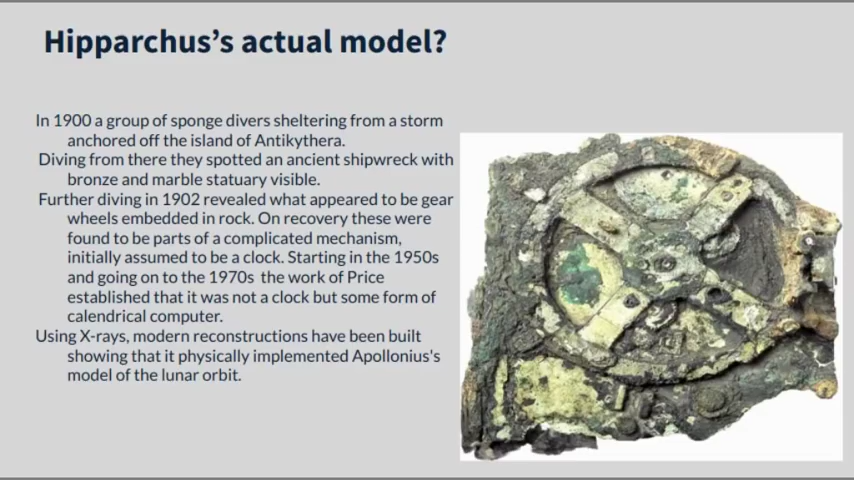 Hipparchus's actual model?
In 1900 a group of sponge divers sheltering from a storm
anchored off the island of Antikythera.
Diving from there they spotted an ancient shipwreck with
bronze and marble statuary visible.
Further diving in 1902 revealed what appeared to be gear
wheels embedded in rock. On recovery these were
found to be parts of a complicated mechanism,
initially assumed to be a clock. Starting in the 1950s
and going on to the 1970s the work of Price
established that it was not a clock but some form of
calendrical computer.
Using X-rays, modern reconstructions have been built
showing that it physically implemented Apollonius's
model of the lunar orbit.